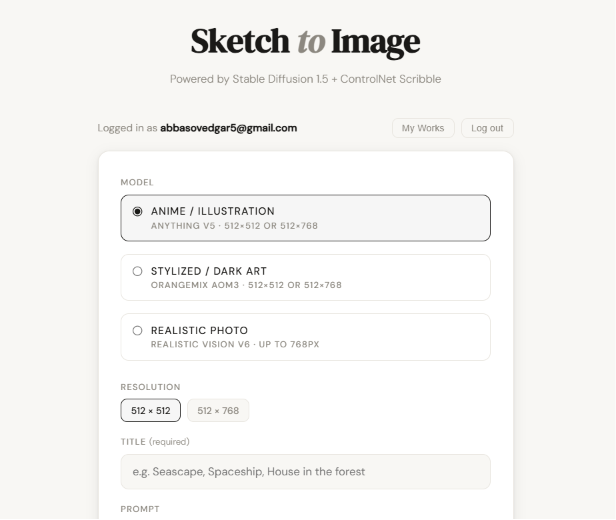 Sketch to Image
Powered by Stable Diffusion 1.5 + ControlNet Scribble
Logged in as abbasovedgar5@gmail.com
My Works
Log out
MODEL
ANIME / ILLUSTRATION
ANYTHING V5 · 512×512 OR 512×768
STYLIZED / DARK ART
ORANGEMIX AOM3 · 512×512 OR 512×768
REALISTIC PHOTO
REALISTIC VISION V6 · UP TO 768PX
RESOLUTION
512 × 512
512 × 768
TITLE (required)
e.g. Seascape, Spaceship, House in the forest
PROMPT